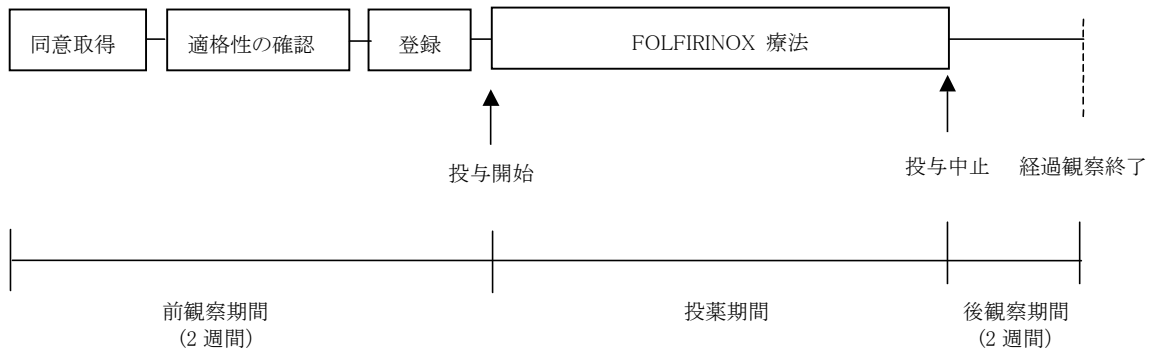 同意取得 適格性の確認 登録 FOLFIRINOX 療法
投与開始 投与中止 経過観察終了
前観察期間 投薬期間 後観察期間
(2 週間) (2 週間)